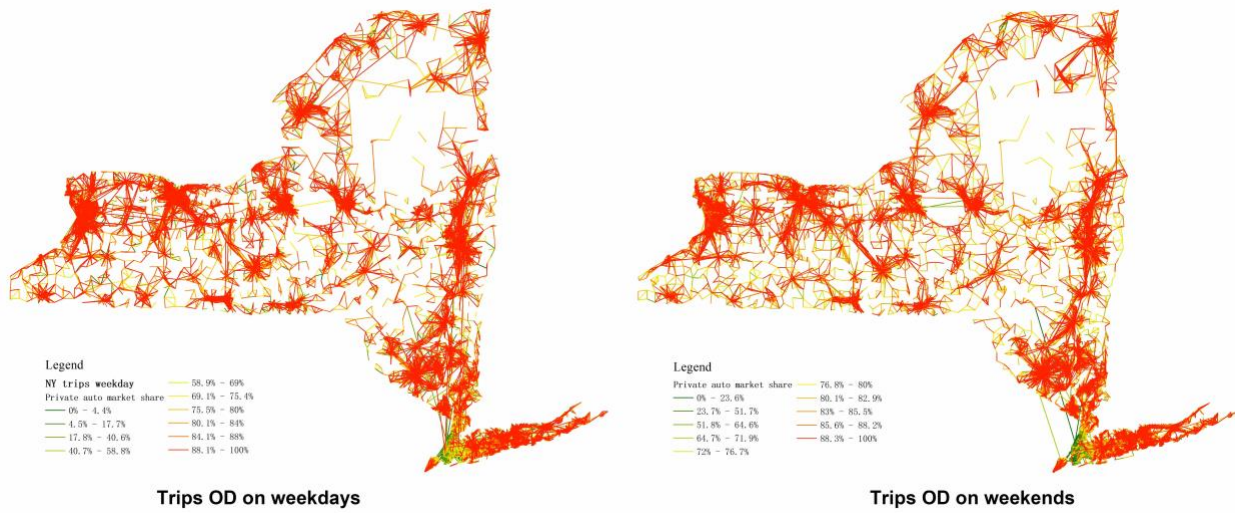 Legend
NY trips weekday
Private auto market share
0% - 4.4%
4.5% - 17.7%
17.8% - 40.6%
40.7% - 58.8%
58.9% - 69%
69.1% - 75.4%
75.5% - 80%
80.1% - 84%
84.1% - 88%
88.1% - 100%
Trips OD on weekdays
Legend
Private auto market share
0% - 23.6%
23.7% - 51.7%
51.8% - 64.6%
64.7% - 71.9%
72% - 76.7%
76.8% - 80%
80.1% - 82.9%
83% - 85.5%
85.6% - 88.2%
88.3% - 100%
Trips OD on weekends